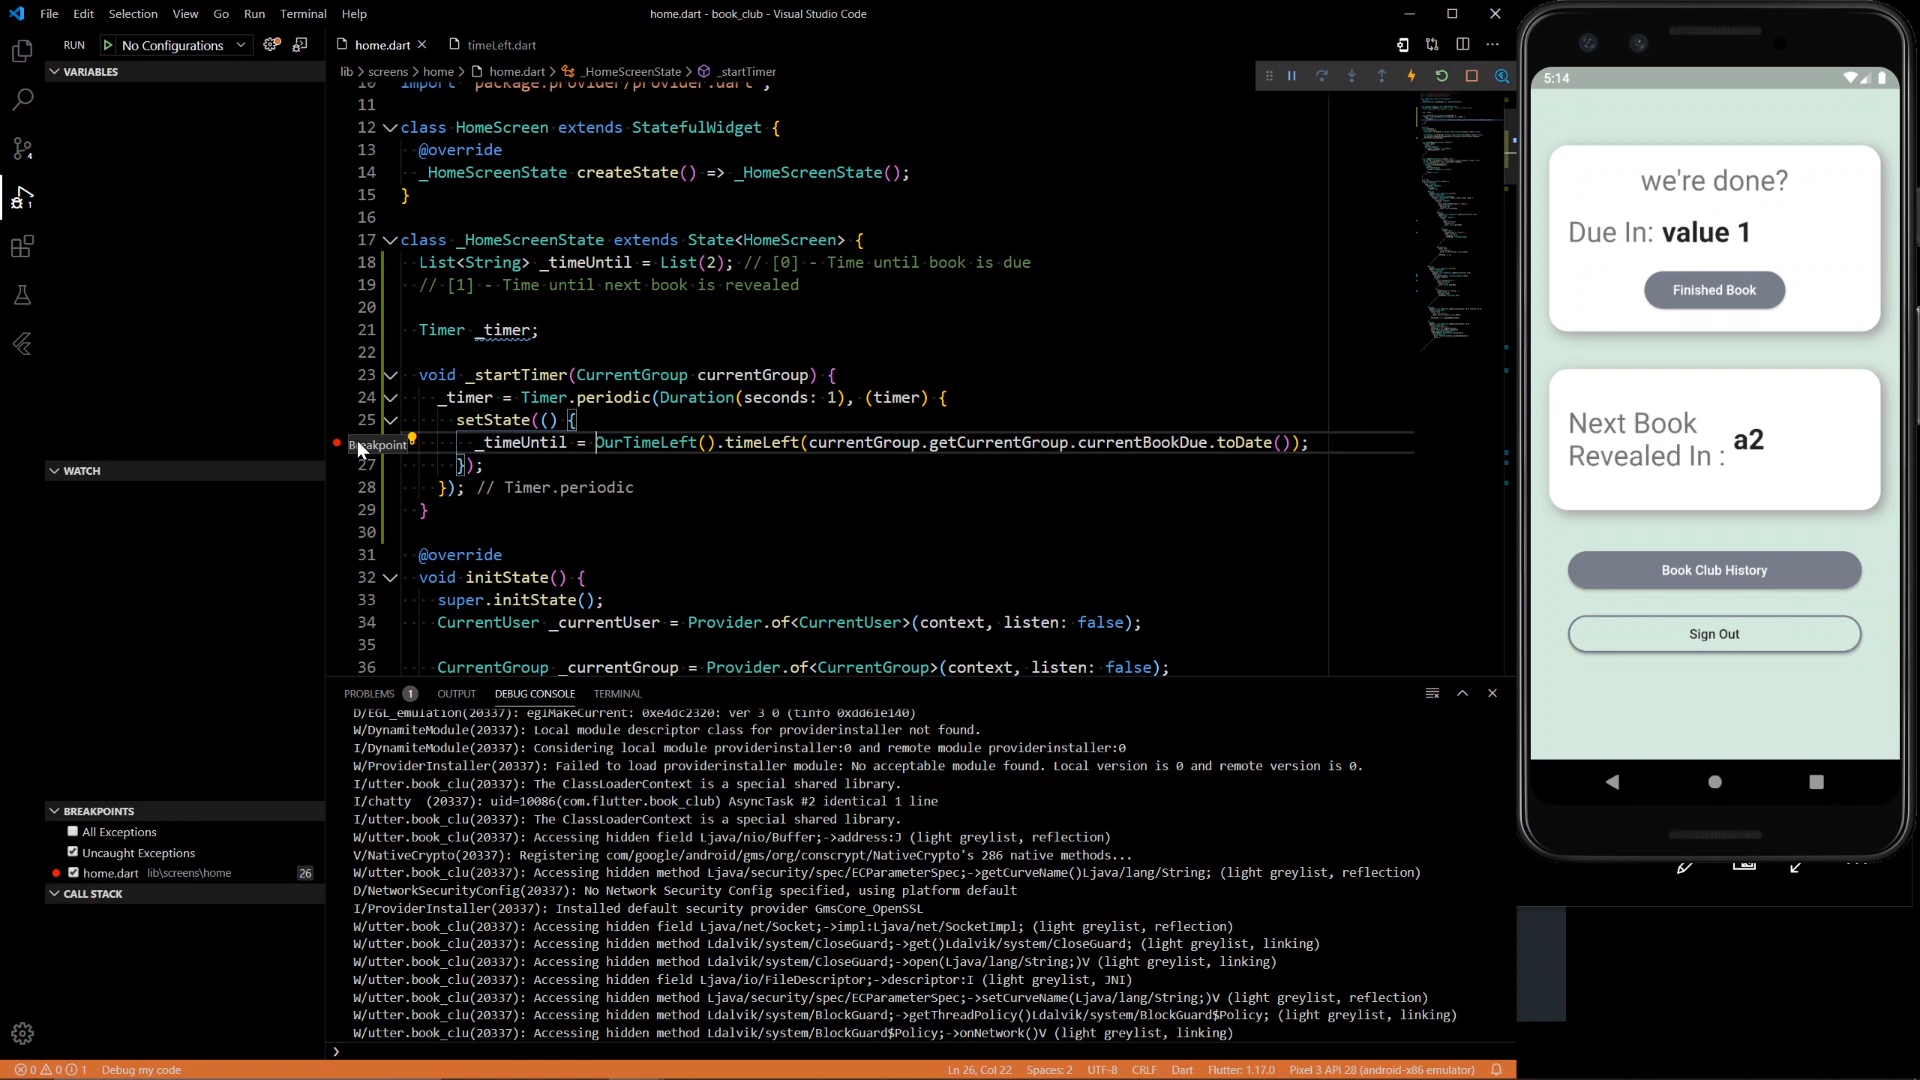 File Edit Selection View Go Run Terminal Help
home.dart - book_club - Visual Studio Code
RUN No Configurations
home.dart
timeLeft.dart
lib > screens > home > home.dart > _HomeScreenState > _startTimer
VARIABLES
10 import 'package:provider/provider.dart';
11
12 class HomeScreen extends StatefulWidget {
13 @override
14 _HomeScreenState createState() => _HomeScreenState();
15 }
16
17 class _HomeScreenState extends State<HomeScreen> {
18 List<String> _timeUntil = List(2); // [0] - Time until book is due
19 // [1] - Time until next book is revealed
20
21 Timer _timer;
22
23 void _startTimer(CurrentGroup currentGroup) {
24 _timer = Timer.periodic(Duration(seconds: 1), (timer) {
25 setState(() {
Breakpoint _timeUntil = OurTimeLeft().timeLeft(currentGroup.getCurrentGroup.currentBookDue.toDate());
27 });
28 }); // Timer.periodic
29 }
30
31 @override
32 void initState() {
33 super.initState();
34 CurrentUser _currentUser = Provider.of<CurrentUser>(context, listen: false);
35
36 CurrentGroup _currentGroup = Provider.of<CurrentGroup>(context, listen: false);
WATCH
BREAKPOINTS
All Exceptions
Uncaught Exceptions
home.dart lib\screens\home 26
CALL STACK
4
1
PROBLEMS 1 OUTPUT DEBUG CONSOLE TERMINAL
D/EGL_emulation(20337): eglMakeCurrent: 0xe4dc2320: ver 3 0 (tinfo 0xdd61e140)
W/DynamiteModule(20337): Local module descriptor class for providerinstaller not found.
I/DynamiteModule(20337): Considering local module providerinstaller:0 and remote module providerinstaller:0
W/ProviderInstaller(20337): Failed to load providerinstaller module: No acceptable module found. Local version is 0 and remote version is 0.
I/utter.book_clu(20337): The ClassLoaderContext is a special shared library.
I/chatty (20337): uid=10086(com.flutter.book_club) AsyncTask #2 identical 1 line
I/utter.book_clu(20337): The ClassLoaderContext is a special shared library.
W/utter.book_clu(20337): Accessing hidden field Ljava/nio/Buffer;->address:J (light greylist, reflection)
V/NativeCrypto(20337): Registering com/google/android/gms/org/conscrypt/NativeCrypto's 286 native methods...
W/utter.book_clu(20337): Accessing hidden method Ljava/security/spec/ECParameterSpec;->getCurveName()Ljava/lang/String; (light greylist, reflection)
D/NetworkSecurityConfig(20337): No Network Security Config specified, using platform default
I/ProviderInstaller(20337): Installed default security provider GmsCore_OpenSSL
W/utter.book_clu(20337): Accessing hidden field Ljava/net/Socket;->impl:Ljava/net/SocketImpl; (light greylist, reflection)
W/utter.book_clu(20337): Accessing hidden method Ldalvik/system/CloseGuard;->get()Ldalvik/system/CloseGuard; (light greylist, linking)
W/utter.book_clu(20337): Accessing hidden method Ldalvik/system/CloseGuard;->open(Ljava/lang/String;)V (light greylist, linking)
W/utter.book_clu(20337): Accessing hidden field Ljava/io/FileDescriptor;->descriptor:I (light greylist, JNI)
W/utter.book_clu(20337): Accessing hidden method Ljava/security/spec/ECParameterSpec;->setCurveName(Ljava/lang/String;)V (light greylist, reflection)
W/utter.book_clu(20337): Accessing hidden method Ldalvik/system/BlockGuard;->getThreadPolicy()Ldalvik/system/BlockGuard$Policy; (light greylist, linking)
W/utter.book_clu(20337): Accessing hidden method Ldalvik/system/BlockGuard$Policy;->onNetwork()V (light greylist, linking)
0 0 1 Debug my code
Ln 26, Col 22 Spaces: 2 UTF-8 CRLF Dart Flutter: 1.17.0 Pixel 3 API 28 (android-x86 emulator)
5:14
we're done?
Due In: value 1
Finished Book
Next Book
Revealed In : a2
Book Club History
Sign Out